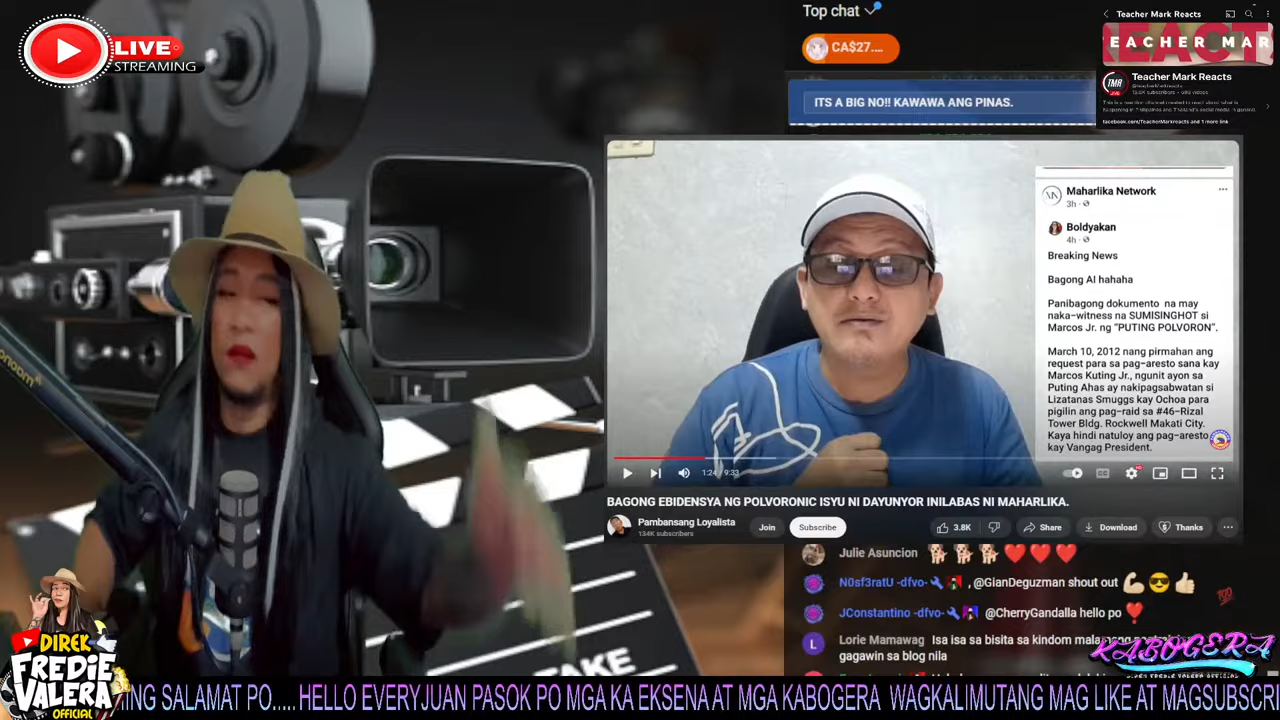 LIVE
STREAMING
Top chat
CA$27....
ITS A BIG NO!! KAWAWA ANG PINAS.
Teacher Mark Reacts
REACT
EACHER MAR
Teacher Mark Reacts
TMR
Maharlika Network
3h
Boldyakan
4h
Breaking News
Bagong AI hahaha
Panibagong dokumento na may
naka-witness na SUMISINGHOT si
Marcos Jr. ng "PUTING POLVORON".
March 10, 2012 nang pirmahan ang
request para sa pag-aresto sana kay
Marcos Kuting Jr., ngunit ayon sa
Puting Ahas ay nakipagsabwatan si
Lizatanas Smuggs kay Ochoa para
pigilin ang pag-raid sa #46-Rizal
Tower Bldg. Rockwell Makati City.
Kaya hindi natuloy ang pag-aresto
kay Vangag President.
1:24 / 9:33
BAGONG EBIDENSYA NG POLVORONIC ISYU NI DAYUNYOR INILABAS NI MAHARLIKA.
Pambansang Loyalista
134K subscribers
Join
Subscribe
3.8K
Share
Download
Thanks
Julie Asuncion
N0sf3ratU -dfvo- , @GianDeguzman shout out
JConstantino -dfvo- @CherryGandalla hello po
L
Lorie Mamawag Isa isa sa bisita sa kindom
gagawin sa blog nila
maono
TAKE
DIREK
FREDiE
VALERA
OFFICIAL
KABOGERA
NG SALAMAT PO.....HELLO EVERYJUAN PASOK PO MGA KA EKSENA AT MGA KABOGERA WAGKALIMUTANG MAG LIKE AT MAGSUBSCRI